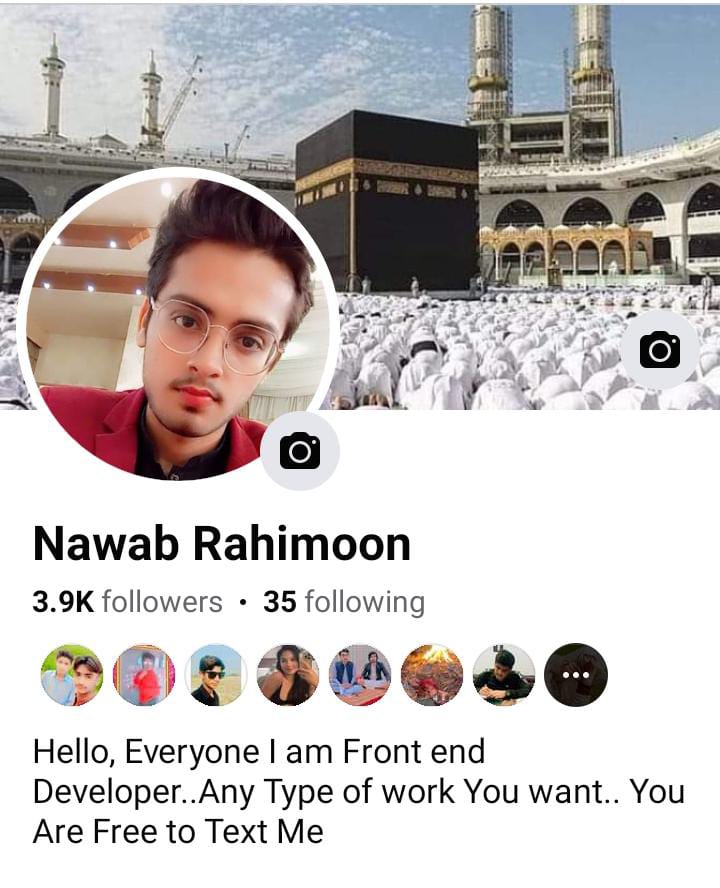 Nawab Rahimoon
3.9K followers • 35 following
Hello, Everyone I am Front end
Developer..Any Type of work You want.. You
Are Free to Text Me